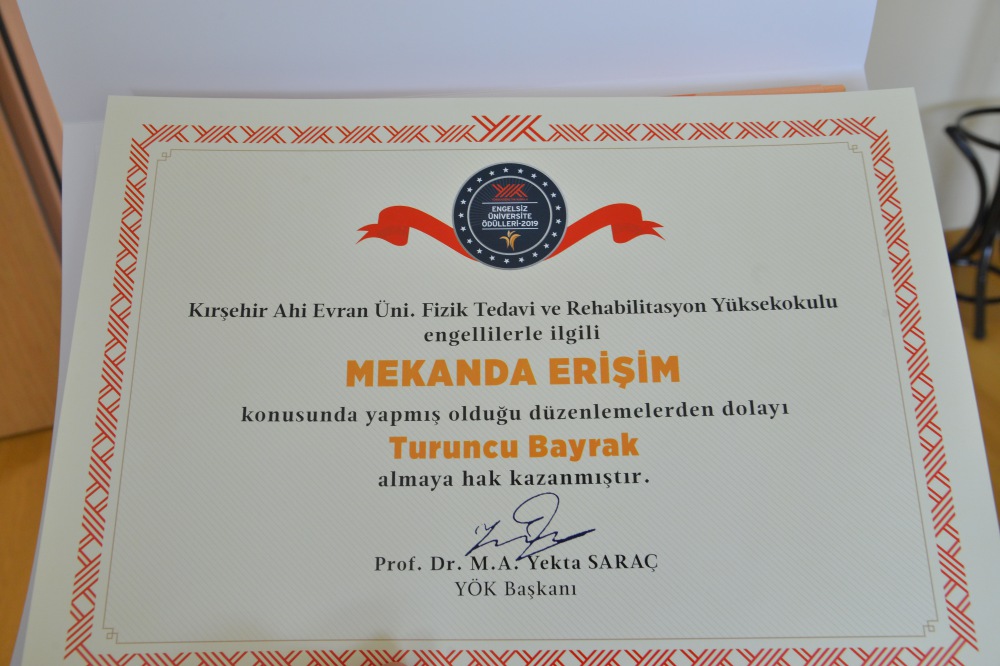 ENGELSİZ
ÜNİVERSİTE
ÖDÜLLERİ-2019
Kırşehir Ahi Evran Üni. Fizik Tedavi ve Rehabilitasyon Yüksekokulu
engellilerle ilgili
MEKANDA ERİŞİM
konusunda yapmış olduğu düzenlemelerden dolayı
Turuncu Bayrak
almaya hak kazanmıştır.
Prof. Dr. M.A. Yekta SARAÇ
YÖK Başkanı